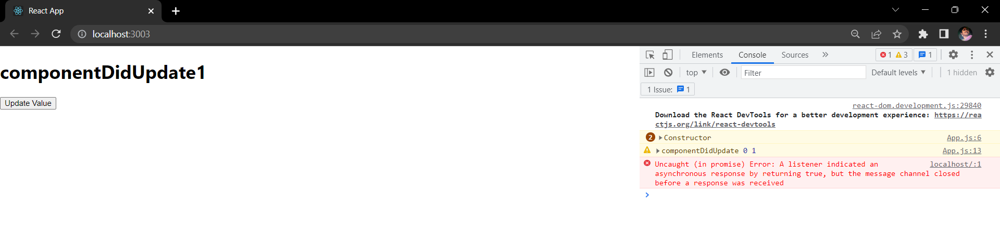 React App
localhost:3003
componentDidUpdate1
Update Value
Elements Console Sources 1 3 1
top Filter Default levels 1 hidden
1 Issue: 1
react-dom.development.js:29840
Download the React DevTools for a better development experience: https://rea
ctjs.org/link/react-devtools
2 Constructor App.js:6
componentDidUpdate 0 1 App.js:13
Uncaught (in promise) Error: A listener indicated an localhost/:1
asynchronous response by returning true, but the message channel closed
before a response was received